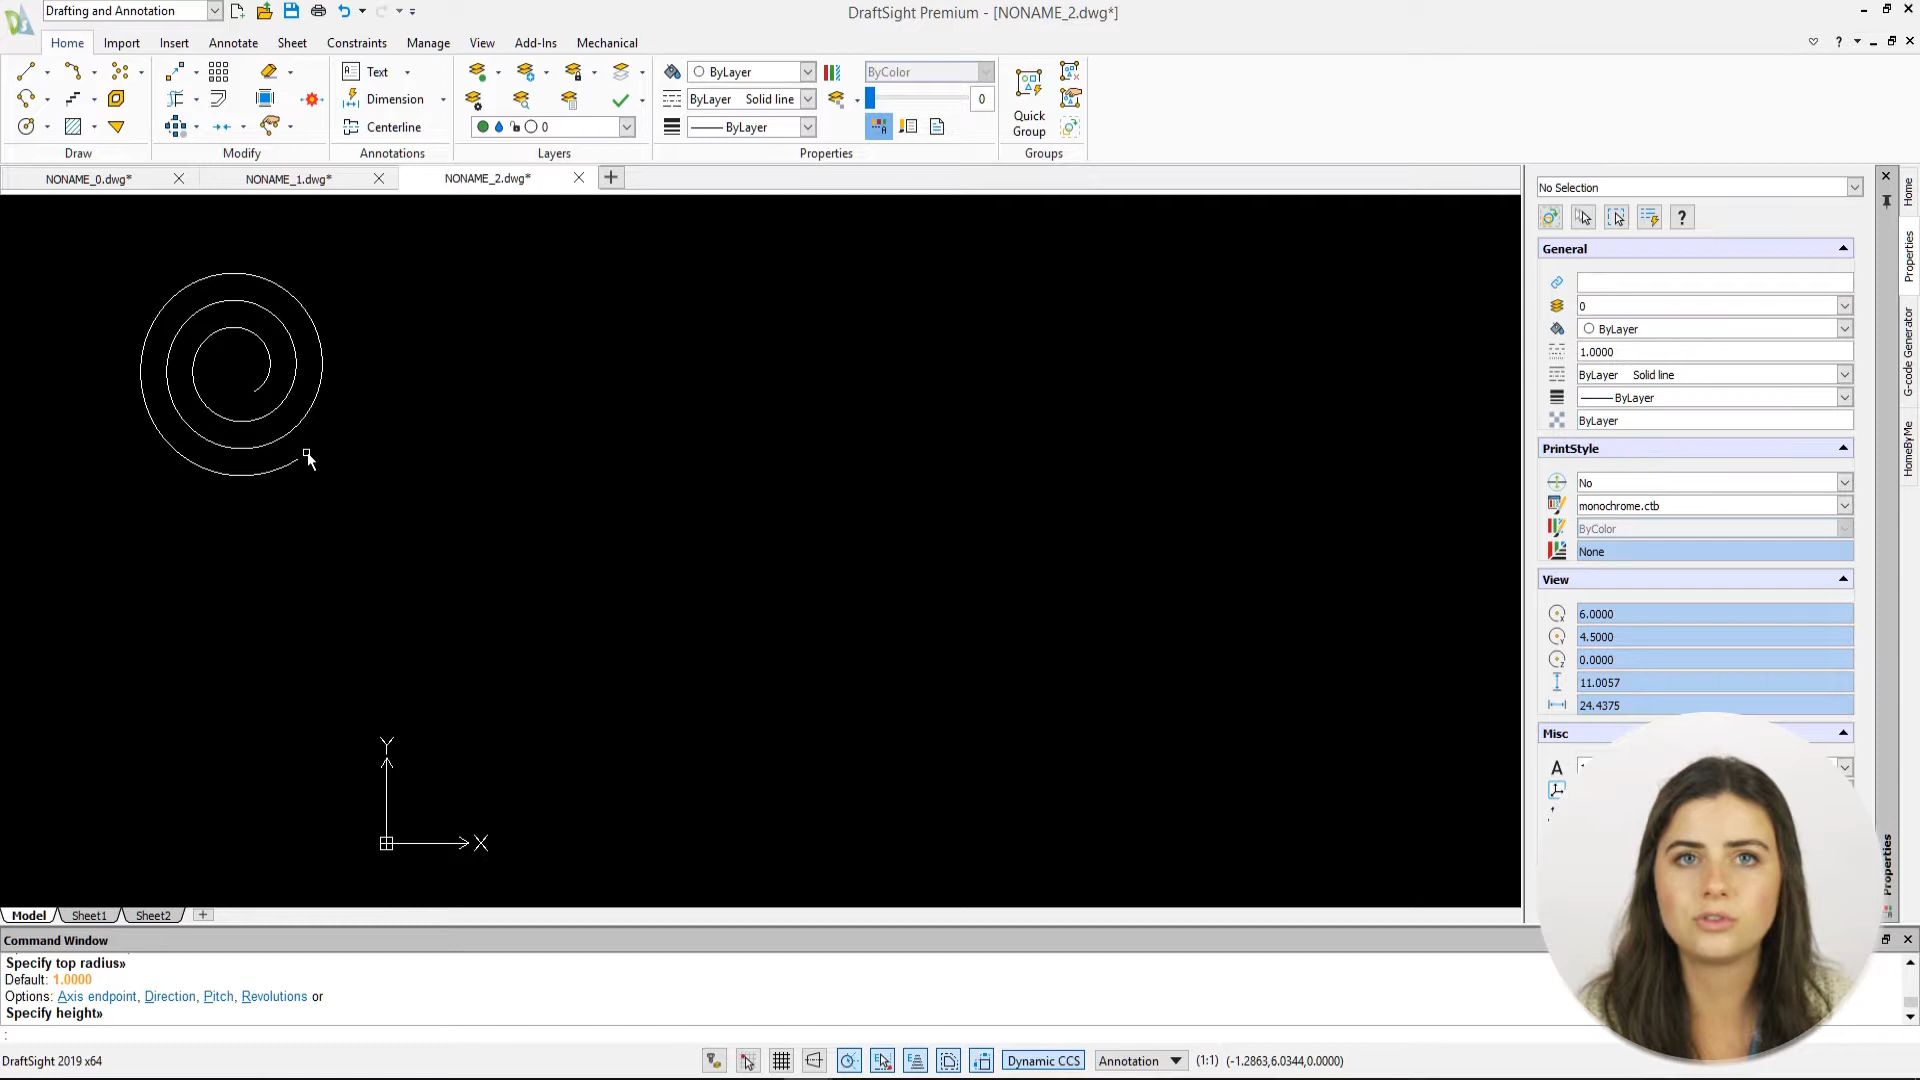 Drafting and Annotation
DraftSight Premium - [NONAME_2.dwg*]
Home Import Insert Annotate Sheet Constraints Manage View Add-Ins Mechanical
Text
Dimension
Centerline
0
ByLayer
ByLayer Solid line
ByLayer
ByColor
0
Quick
Group
Draw Modify Annotations Layers Properties Groups
NONAME_0.dwg* NONAME_1.dwg* NONAME_2.dwg*
Y
X
No Selection
General
0
ByLayer
1.0000
ByLayer Solid line
ByLayer
ByLayer
PrintStyle
No
monochrome.ctb
ByColor
None
View
6.0000
4.5000
0.0000
11.0057
24.4375
Misc
Home
Properties
G-code Generator
HomeByMe
Properties
Model Sheet1 Sheet2
Command Window
Specify top radius»
Default: 1.0000
Options: Axis endpoint, Direction, Pitch, Revolutions or
Specify height»
:
DraftSight 2019 x64
Dynamic CCS
Annotation
(1:1)
(-1.2863,6.0344,0.0000)